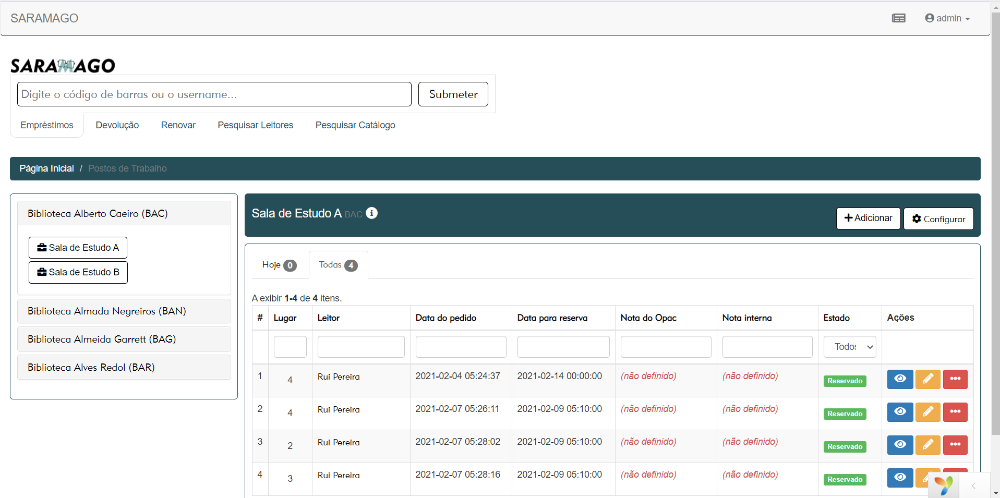 SARAMAGO
admin
SARAMAGO
Digite o código de barras ou o username...
Submeter
Empréstimos Devolução Renovar Pesquisar Leitores Pesquisar Catálogo
Página Inicial / Postos de Trabalho
Biblioteca Alberto Caeiro (BAC)
Sala de Estudo A
Sala de Estudo B
Biblioteca Almada Negreiros (BAN)
Biblioteca Almeida Garrett (BAG)
Biblioteca Alves Redol (BAR)
Sala de Estudo A BAC
Adicionar
Configurar
Hoje 0
Todas 4
A exibir 1-4 de 4 itens.
# Lugar Leitor Data do pedido Data para reserva Nota do Opac Nota interna Estado Ações
Todos
1 4 Rui Pereira 2021-02-04 05:24:37 2021-02-14 00:00:00 (não definido) (não definido) Reservado
2 4 Rui Pereira 2021-02-07 05:26:11 2021-02-09 05:10:00 (não definido) (não definido) Reservado
3 2 Rui Pereira 2021-02-07 05:28:02 2021-02-09 05:10:00 (não definido) (não definido) Reservado
4 3 Rui Pereira 2021-02-07 05:28:16 2021-02-09 05:10:00 (não definido) (não definido) Reservado